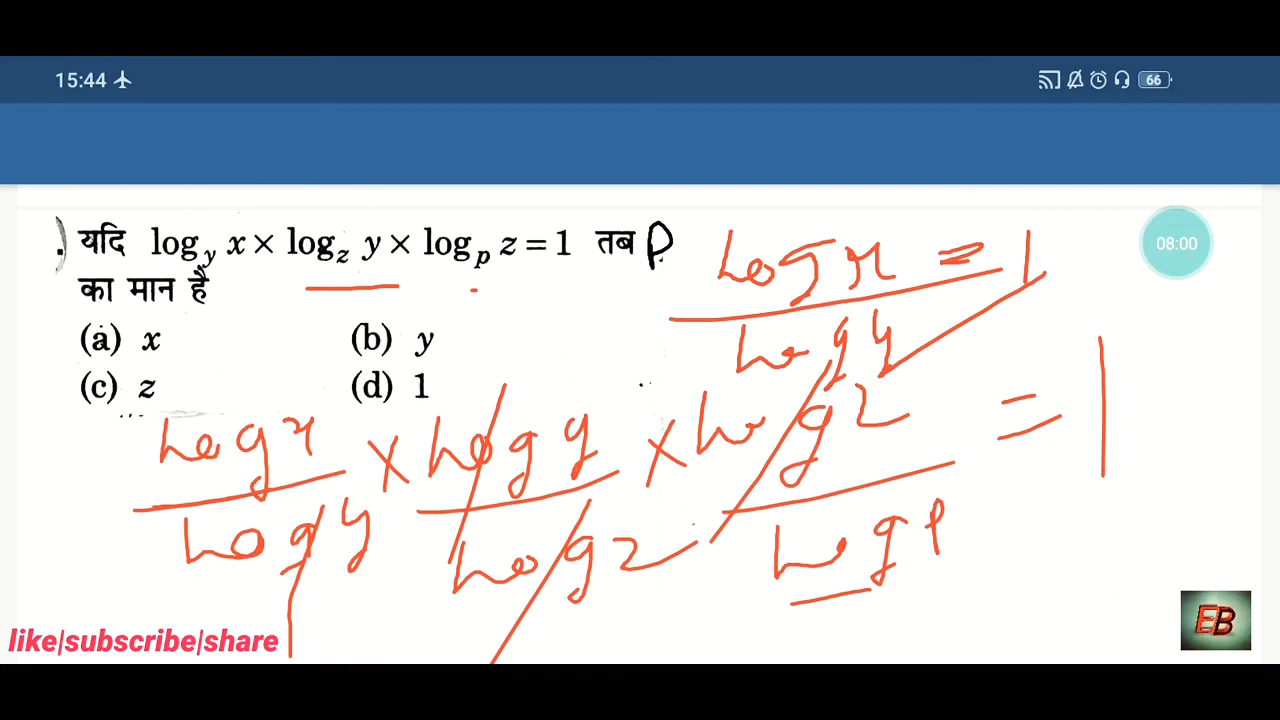 15:44
66
. यदि log_y x × log_z y × log_p z = 1 तब P
का मान है
08:00
(a) x (b) y
(c) z (d) 1
log x = 1
log y
log x × log y × log z = 1
log y log z log p
like|subscribe|share
EB